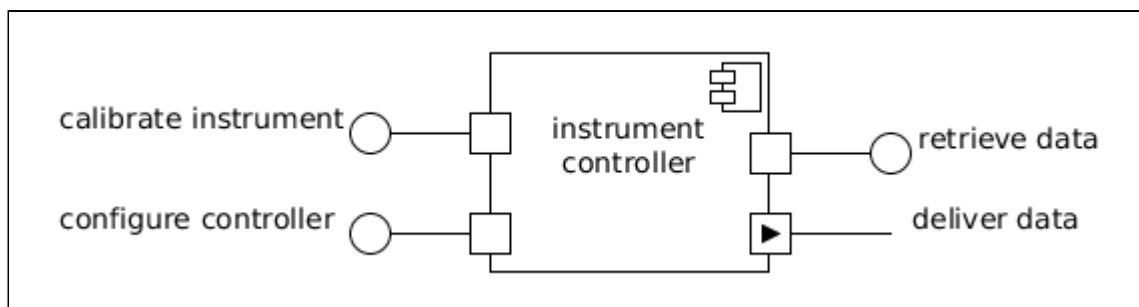 calibrate instrument
configure controller
instrument
controller
retrieve data
deliver data